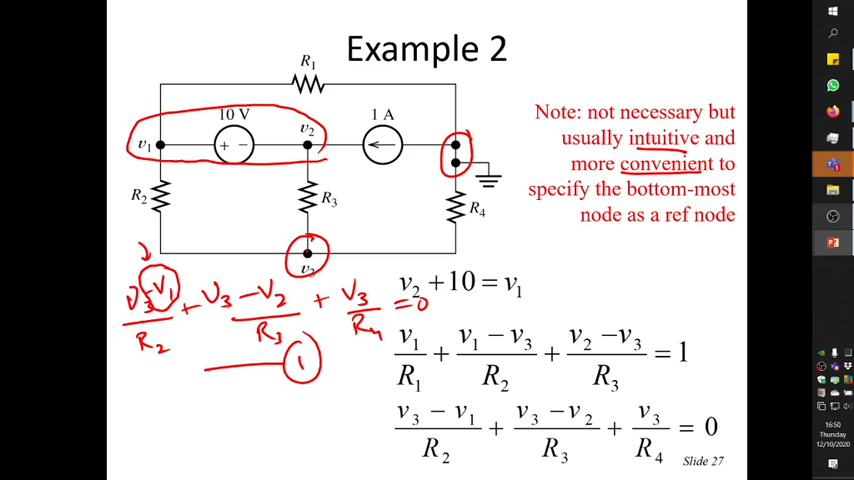 Example 2
R1
10 V
1 A
v1
v2
+ −
R2
R3
R4
Note: not necessary but
usually intuitive and
more convenient to
specify the bottom-most
node as a ref node
v3 - v1 / R2 + v3 - v2 / R3 + v3 / R4 = 0
1
v2 + 10 = v1
v1 / R1 + v1 − v3 / R2 + v2 − v3 / R3 = 1
v3 − v1 / R2 + v3 − v2 / R3 + v3 / R4 = 0
Slide 27
16:50
Thursday
12/10/2020